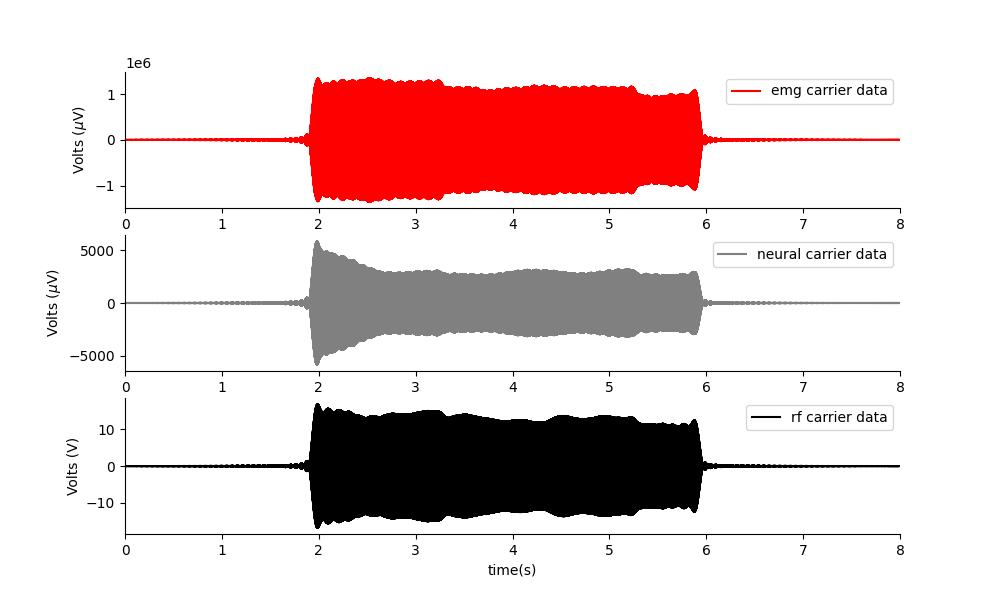 1e6
Volts (μV)
1
0
−1
emg carrier data
0 1 2 3 4 5 6 7 8
Volts (μV)
5000
0
−5000
neural carrier data
0 1 2 3 4 5 6 7 8
Volts (V)
10
0
−10
rf carrier data
0 1 2 3 4 5 6 7 8
time(s)